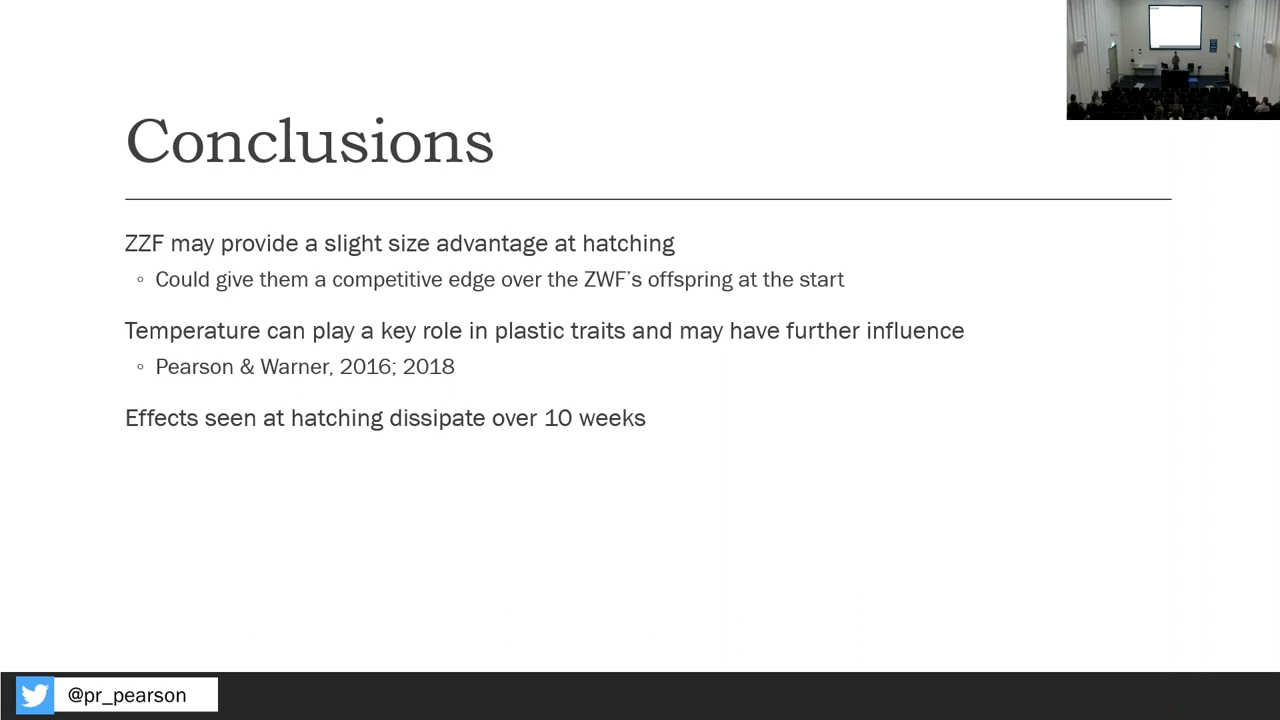 Conclusions
ZZF may provide a slight size advantage at hatching
◦ Could give them a competitive edge over the ZWF’s offspring at the start
Temperature can play a key role in plastic traits and may have further influence
◦ Pearson & Warner, 2016; 2018
Effects seen at hatching dissipate over 10 weeks
@pr_pearson